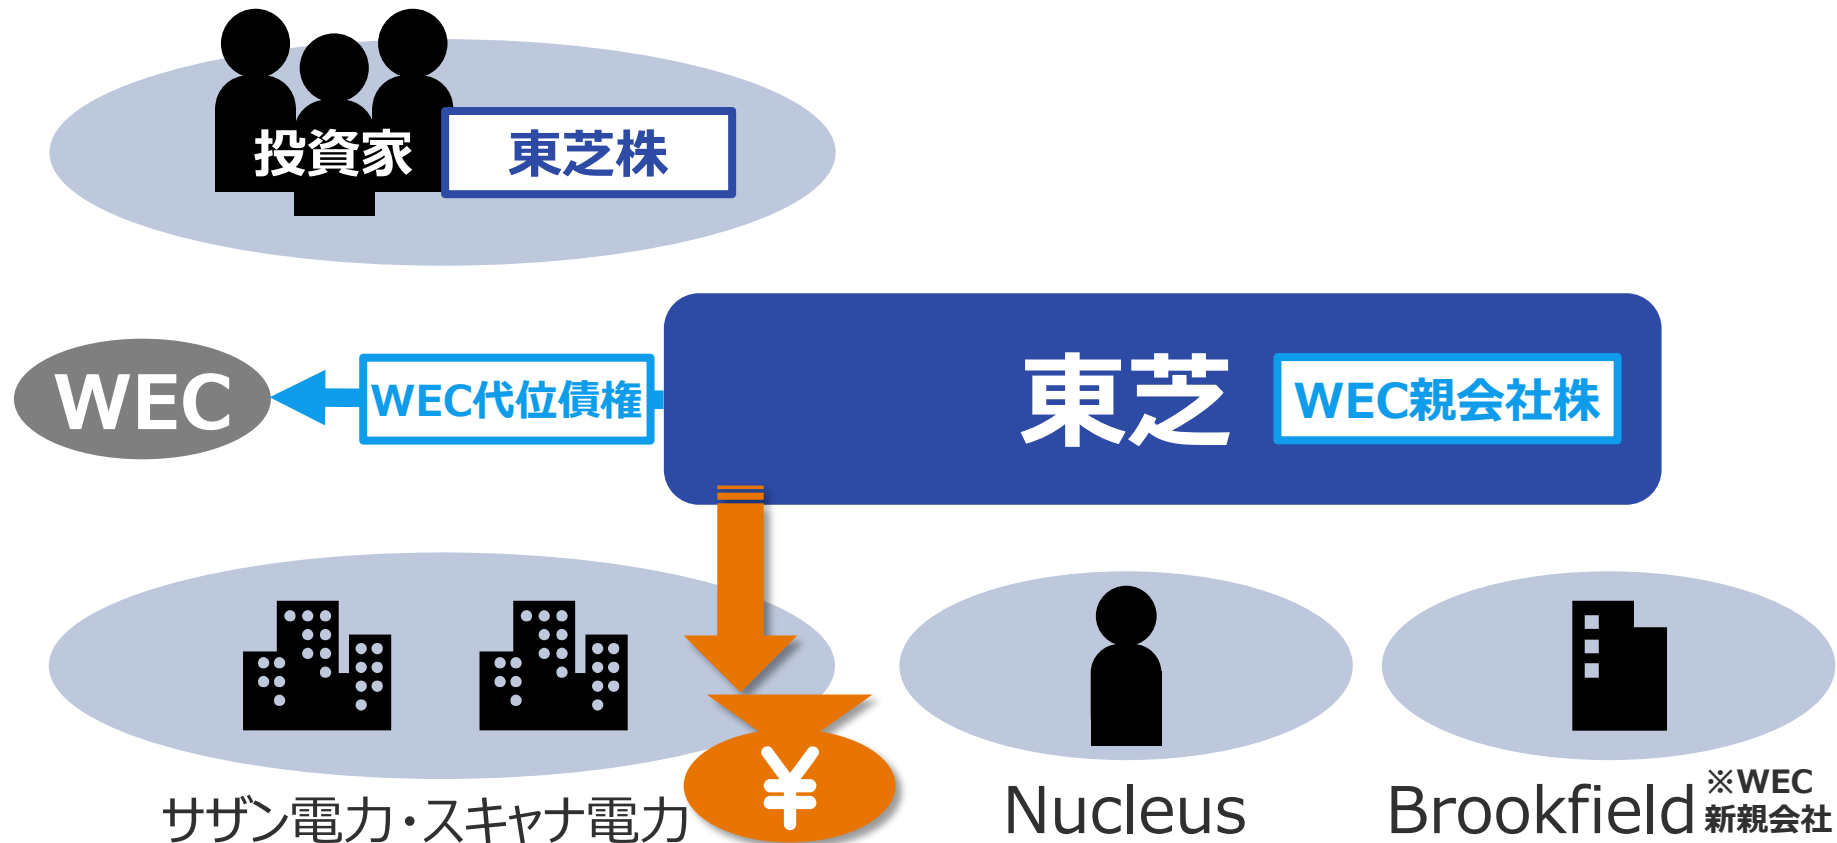 投資家
東芝株
WEC
WEC代位債権
東芝
WEC親会社株
¥
サザン電力・スキャナ電力
Nucleus
Brookfield
※WEC
新親会社